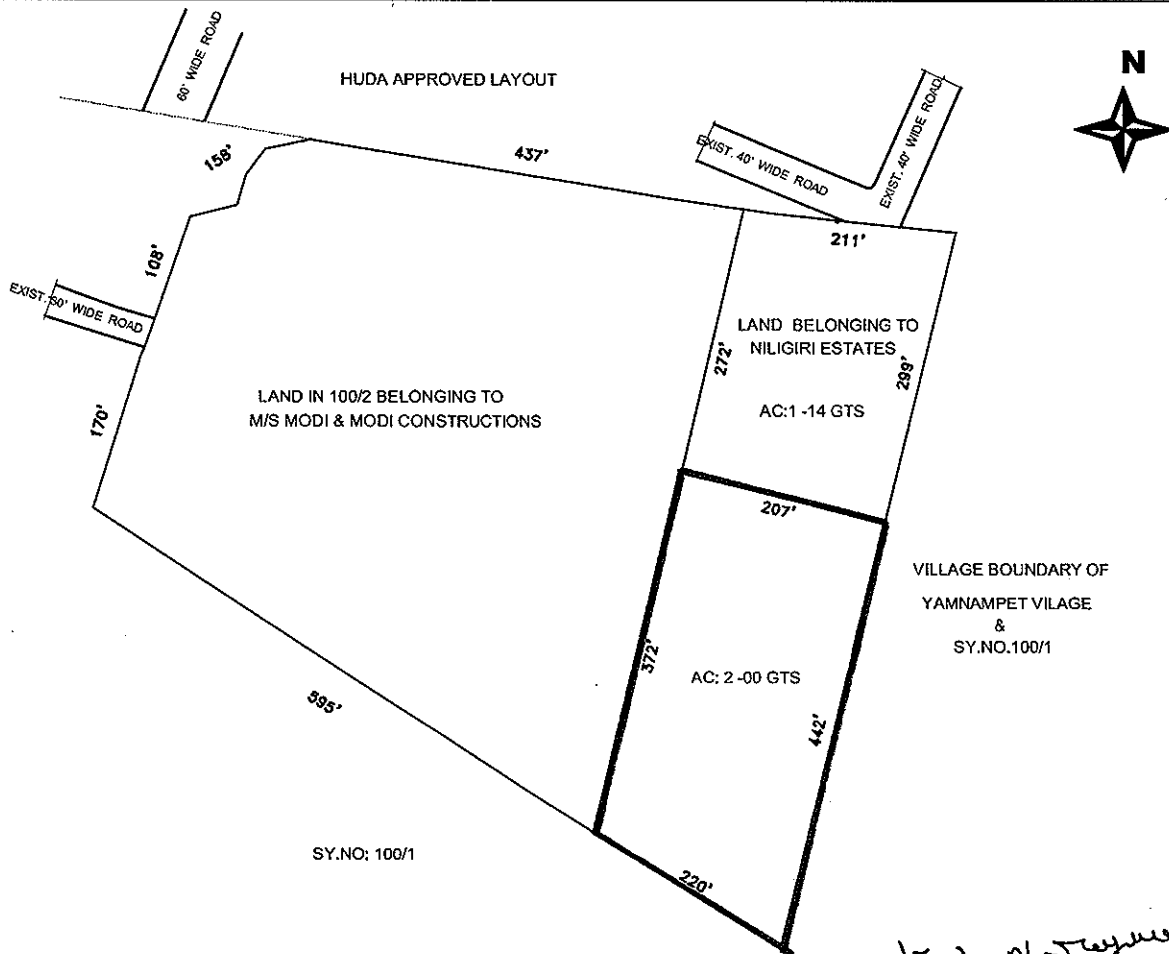 60' WIDE ROAD
HUDA APPROVED LAYOUT
N
EXIST. 40' WIDE ROAD
EXIST. 40' WIDE ROAD
158'
437'
211'
108'
EXIST. 60' WIDE ROAD
LAND BELONGING TO
NILIGIRI ESTATES
272'
299'
AC:1 -14 GTS
LAND IN 100/2 BELONGING TO
M/S MODI & MODI CONSTRUCTIONS
170'
207'
VILLAGE BOUNDARY OF
YAMNAMPET VILAGE
&
SY.NO.100/1
372'
AC: 2 -00 GTS
442'
595'
SY.NO: 100/1
220'